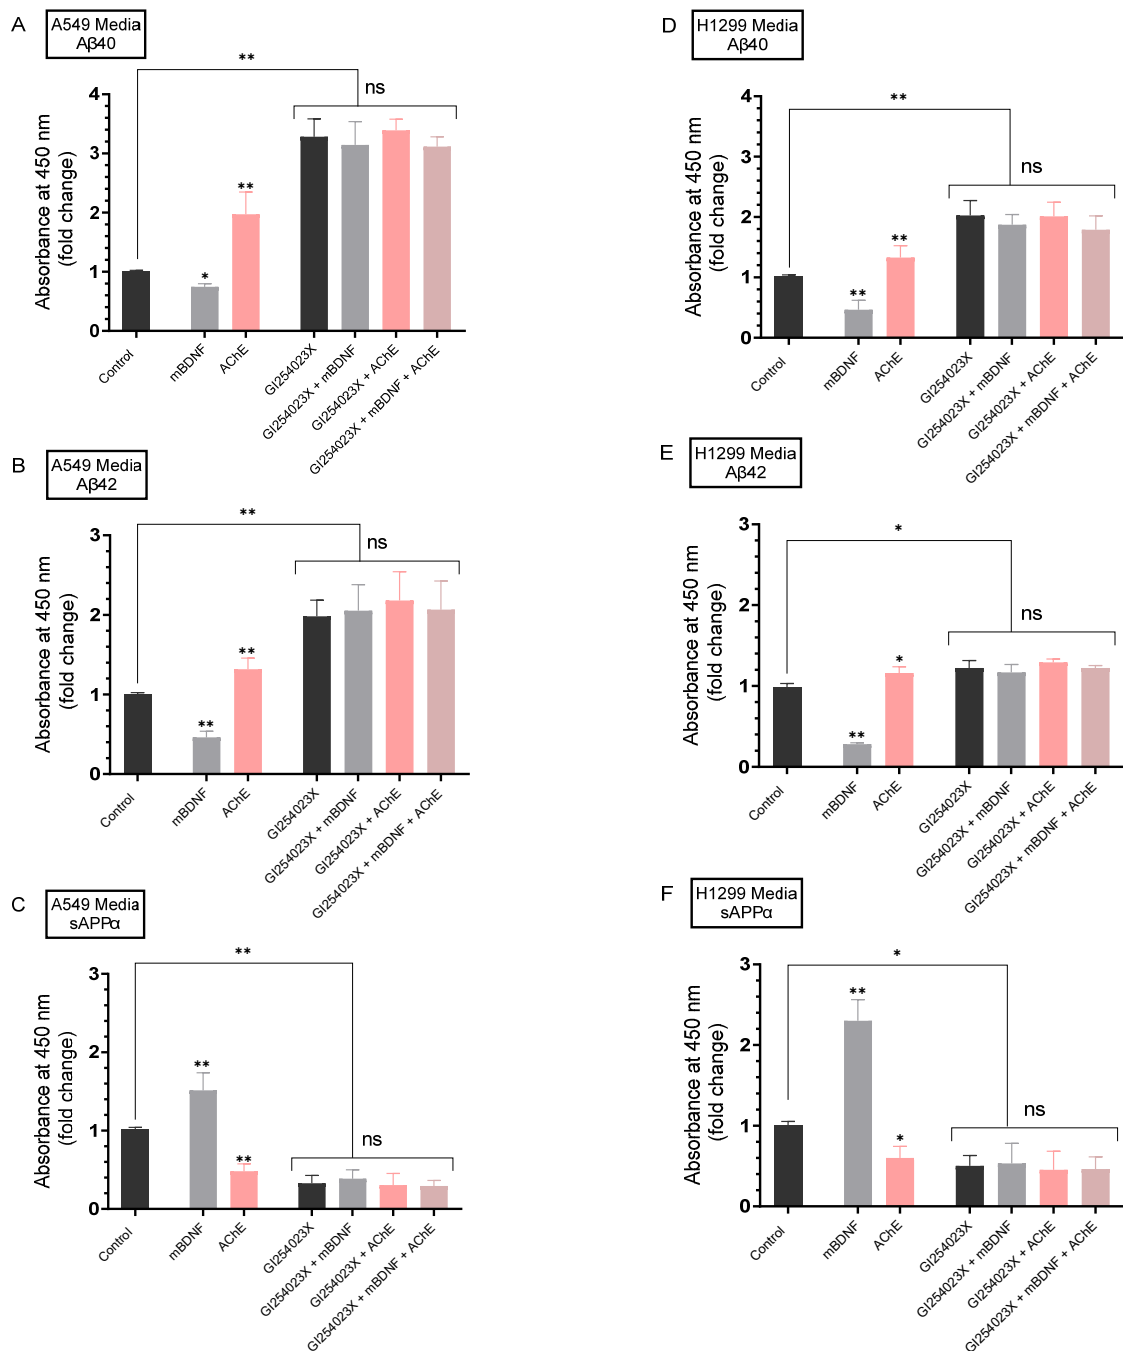 A
A549 Media
Aβ40
**
ns
Absorbance at 450 nm
(fold change)
4
3
2
1
0
*
**
Control
mBDNF
AChE
GI254023X
GI254023X + mBDNF
GI254023X + AChE
GI254023X + mBDNF + AChE
D
H1299 Media
Aβ40
**
ns
Absorbance at 450 nm
(fold change)
4
3
2
1
0
**
**
Control
mBDNF
AChE
GI254023X
GI254023X + mBDNF
GI254023X + AChE
GI254023X + mBDNF + AChE
B
A549 Media
Aβ42
**
ns
Absorbance at 450 nm
(fold change)
3
2
1
0
**
**
Control
mBDNF
AChE
GI254023X
GI254023X + mBDNF
GI254023X + AChE
GI254023X + mBDNF + AChE
E
H1299 Media
Aβ42
*
ns
Absorbance at 450 nm
(fold change)
3
2
1
0
**
*
Control
mBDNF
AChE
GI254023X
GI254023X + mBDNF
GI254023X + AChE
GI254023X + mBDNF + AChE
C
A549 Media
sAPPα
**
ns
Absorbance at 450 nm
(fold change)
3
2
1
0
**
**
Control
mBDNF
AChE
GI254023X
GI254023X + mBDNF
GI254023X + AChE
GI254023X + mBDNF + AChE
F
H1299 Media
sAPPα
*
ns
Absorbance at 450 nm
(fold change)
3
2
1
0
**
*
Control
mBDNF
AChE
GI254023X
GI254023X + mBDNF
GI254023X + AChE
GI254023X + mBDNF + AChE